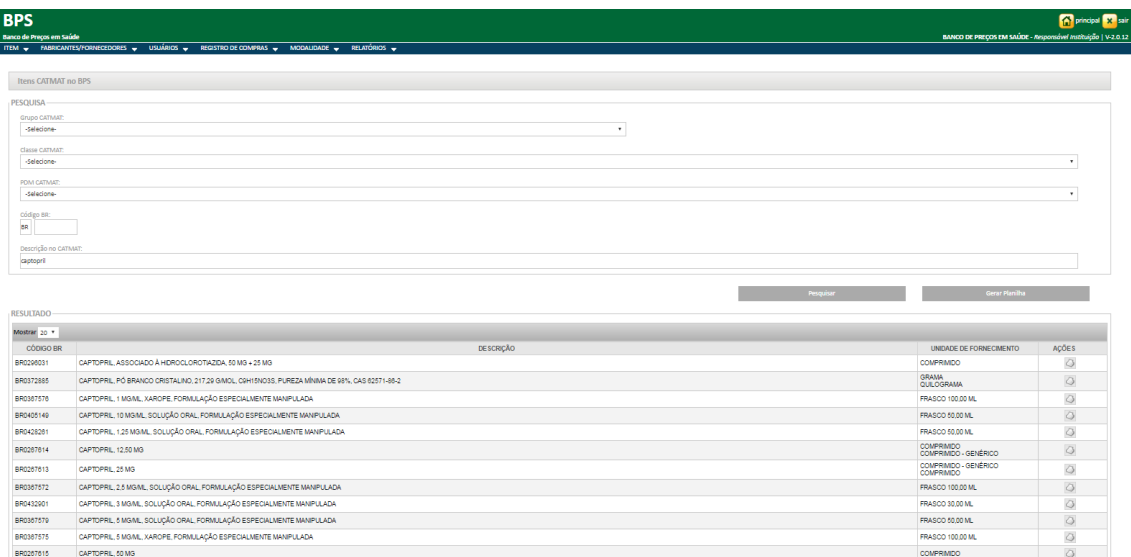 BPS
principal sair
Banco de Preços em Saúde
BANCO DE PREÇOS EM SAÚDE - Responsável Instituição | V-2.0.12
ITEM FABRICANTES/FORNECEDORES USUÁRIOS REGISTRO DE COMPRAS MODALIDADE RELATÓRIOS
Itens CATMAT no BPS
PESQUISA
Grupo CATMAT:
-Selecione-
Classe CATMAT:
-Selecione-
PDM CATMAT:
-Selecione-
Código BR:
BR
Descrição no CATMAT:
captopril
Pesquisar Gerar Planilha
RESULTADO
Mostrar 20
CÓDIGO BR DESCRIÇÃO UNIDADE DE FORNECIMENTO AÇÕES
BR0296031 CAPTOPRIL, ASSOCIADO À HIDROCLOROTIAZIDA, 50 MG + 25 MG COMPRIMIDO
BR0372885 CAPTOPRIL, PÓ BRANCO CRISTALINO, 217,29 G/MOL, C9H15NO3S, PUREZA MÍNIMA DE 98%, CAS 62571-86-2 GRAMA
QUILOGRAMA
BR0367576 CAPTOPRIL, 1 MG/ML, XAROPE, FORMULAÇÃO ESPECIALMENTE MANIPULADA FRASCO 100,00 ML
BR0405149 CAPTOPRIL, 10 MG/ML, SOLUÇÃO ORAL, FORMULAÇÃO ESPECIALMENTE MANIPULADA FRASCO 50,00 ML
BR0428261 CAPTOPRIL, 1,25 MG/ML, SOLUÇÃO ORAL, FORMULAÇÃO ESPECIALMENTE MANIPULADA FRASCO 50,00 ML
BR0267614 CAPTOPRIL, 12,50 MG COMPRIMIDO
COMPRIMIDO - GENÉRICO
BR0267613 CAPTOPRIL, 25 MG COMPRIMIDO - GENÉRICO
COMPRIMIDO
BR0367572 CAPTOPRIL, 2,5 MG/ML, SOLUÇÃO ORAL, FORMULAÇÃO ESPECIALMENTE MANIPULADA FRASCO 100,00 ML
BR0432901 CAPTOPRIL, 3 MG/ML, SOLUÇÃO ORAL, FORMULAÇÃO ESPECIALMENTE MANIPULADA FRASCO 30,00 ML
BR0367579 CAPTOPRIL, 5 MG/ML, SOLUÇÃO ORAL, FORMULAÇÃO ESPECIALMENTE MANIPULADA FRASCO 50,00 ML
BR0367575 CAPTOPRIL, 5 MG/ML, XAROPE, FORMULAÇÃO ESPECIALMENTE MANIPULADA FRASCO 100,00 ML
BR0267615 CAPTOPRIL, 50 MG COMPRIMIDO